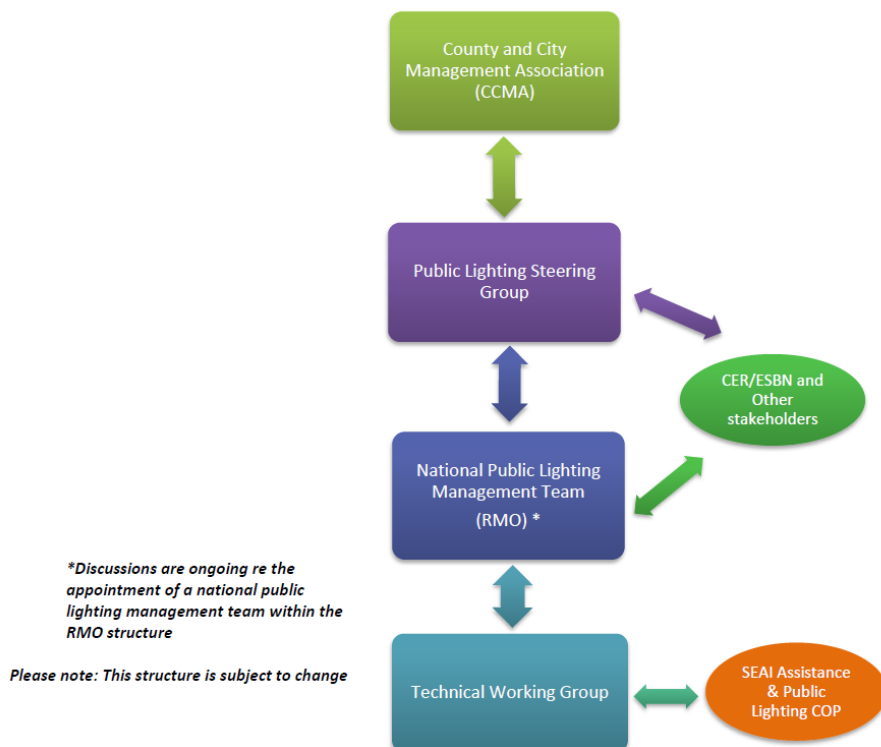 County and City
Management Association
(CCMA)
Public Lighting Steering
Group
CER/ESBN and
Other
stakeholders
National Public Lighting
Management Team
(RMO) *
*Discussions are ongoing re the
appointment of a national public
lighting management team within the
RMO structure
Please note: This structure is subject to change
Technical Working Group
SEAI Assistance
& Public
Lighting COP